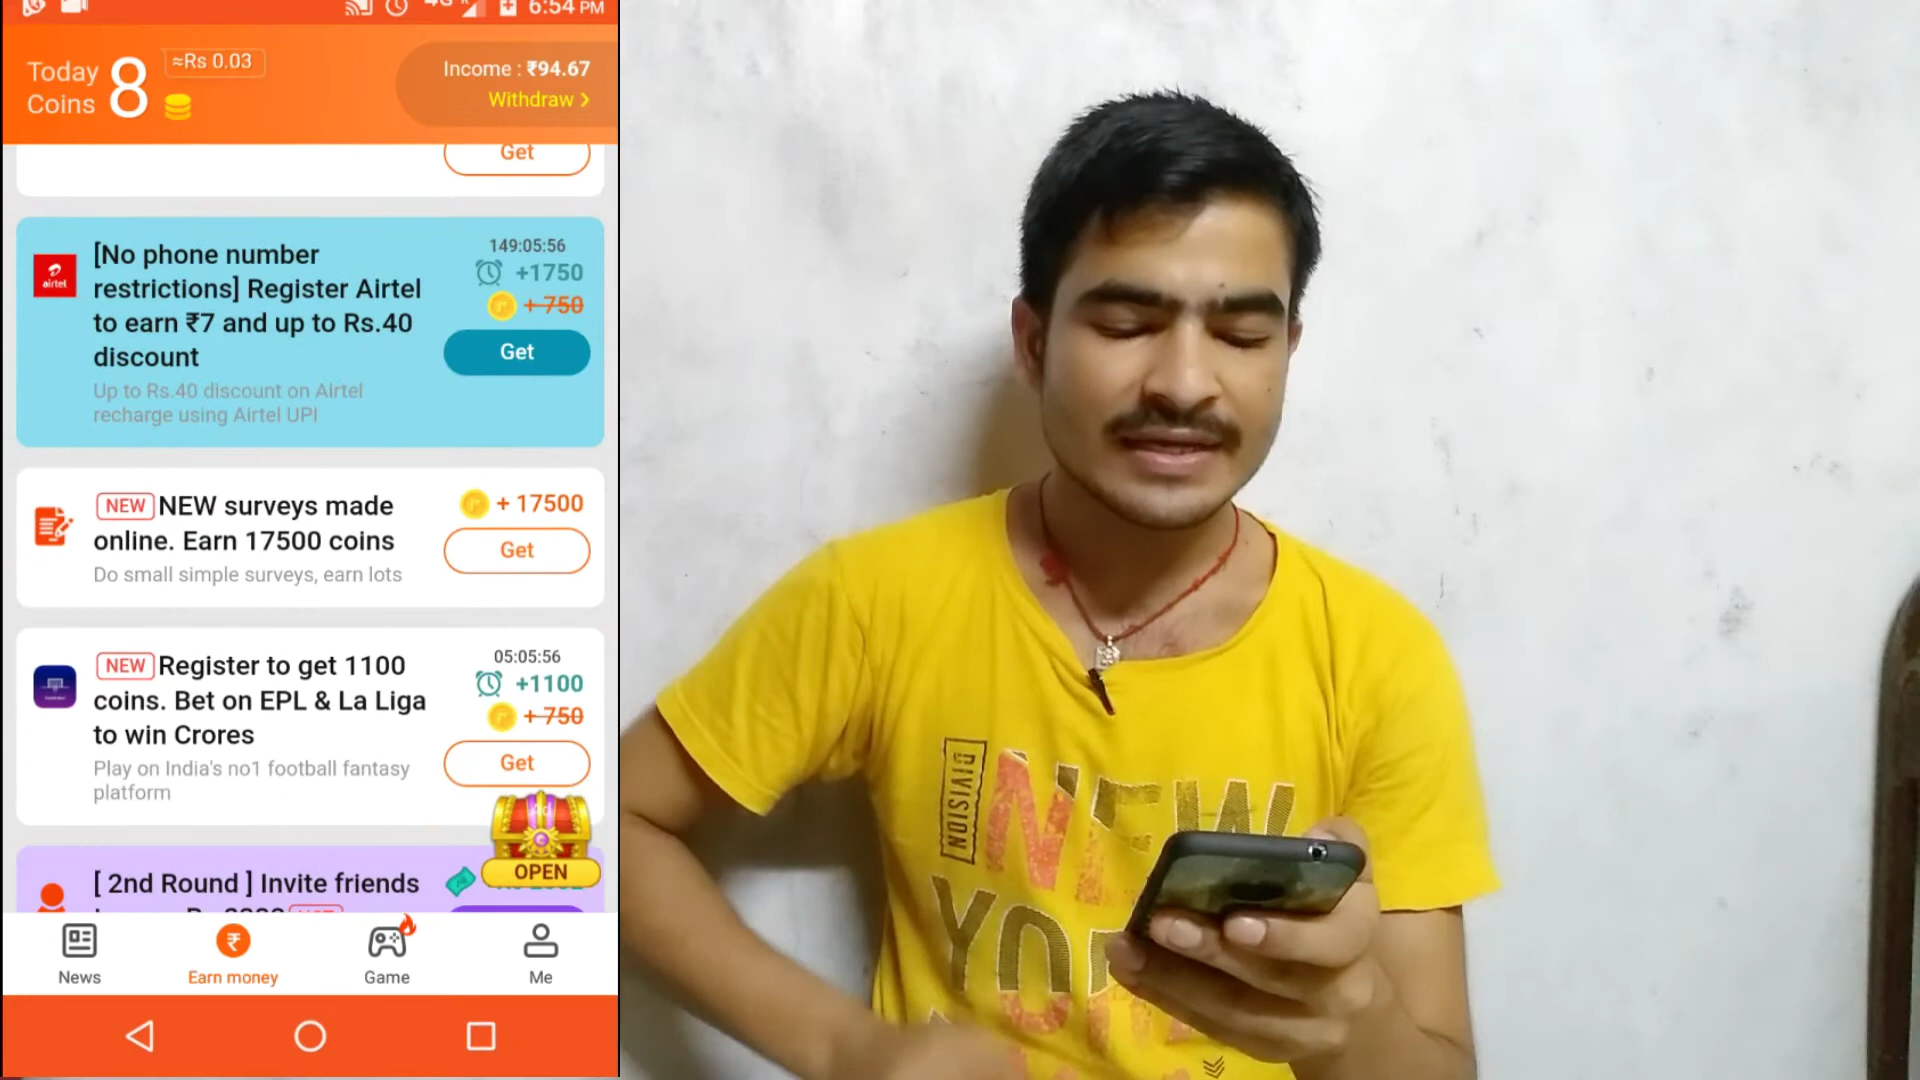 4G
6:54 PM
Today
Coins
8
≈Rs 0.03
Income : ₹94.67
Withdraw >
Get
airtel
[No phone number
restrictions] Register Airtel
to earn ₹7 and up to Rs.40
discount
Up to Rs.40 discount on Airtel
recharge using Airtel UPI
149:05:56
+1750
+ 750
Get
NEW NEW surveys made
online. Earn 17500 coins
Do small simple surveys, earn lots
+ 17500
Get
NEW Register to get 1100
coins. Bet on EPL & La Liga
to win Crores
Play on India's no1 football fantasy
platform
05:05:56
+1100
+ 750
Get
OPEN
[ 2nd Round ] Invite friends
News
Earn money
Game
Me
DIVISION
NEW
YO